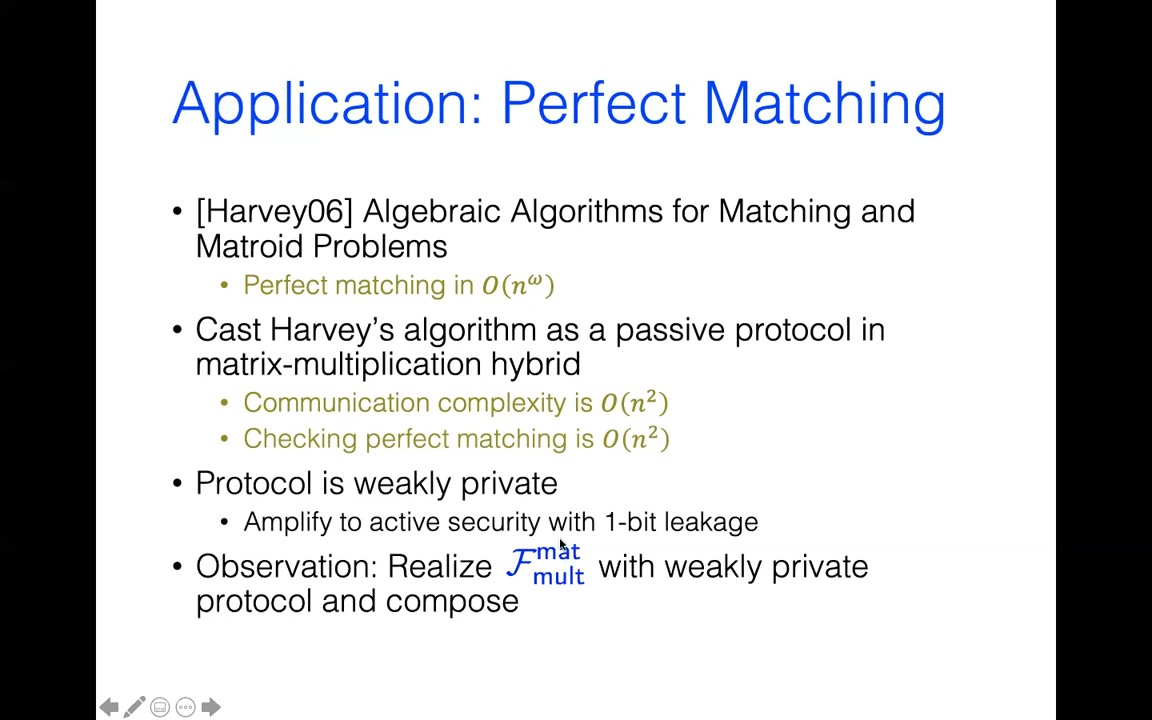 Application: Perfect Matching
• [Harvey06] Algebraic Algorithms for Matching and
Matroid Problems
• Perfect matching in O(n^ω)
• Cast Harvey's algorithm as a passive protocol in
matrix-multiplication hybrid
• Communication complexity is O(n²)
• Checking perfect matching is O(n²)
• Protocol is weakly private
• Amplify to active security with 1-bit leakage
• Observation: Realize ℱ_mult^mat with weakly private
protocol and compose